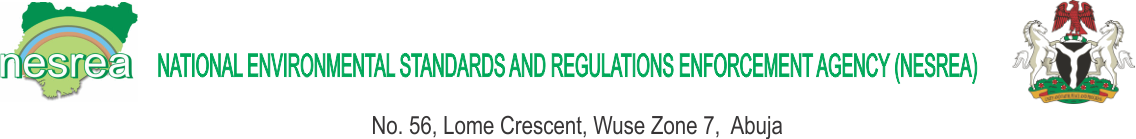 nesrea
NATIONAL ENVIRONMENTAL STANDARDS AND REGULATIONS ENFORCEMENT AGENCY (NESREA)
No. 56, Lome Crescent, Wuse Zone 7, Abuja